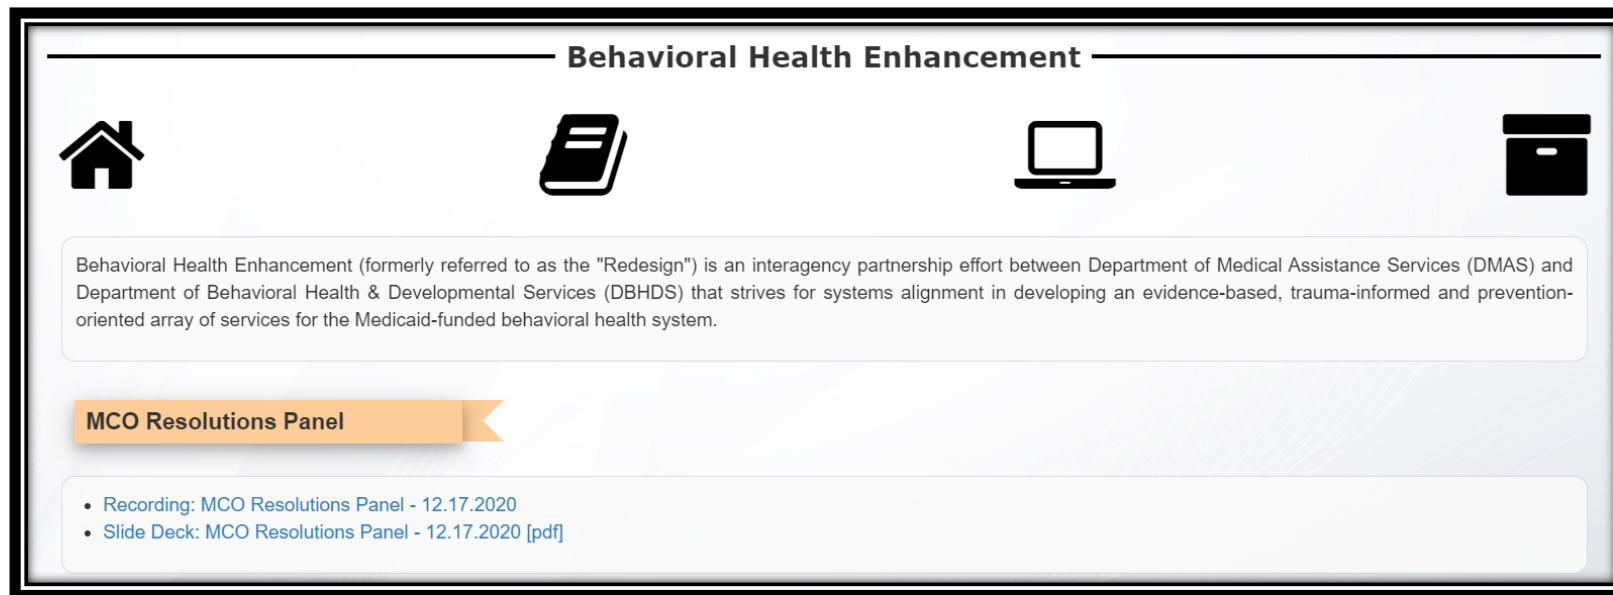 Behavioral Health Enhancement
Behavioral Health Enhancement (formerly referred to as the "Redesign") is an interagency partnership effort between Department of Medical Assistance Services (DMAS) and
Department of Behavioral Health & Developmental Services (DBHDS) that strives for systems alignment in developing an evidence-based, trauma-informed and prevention-
oriented array of services for the Medicaid-funded behavioral health system.
MCO Resolutions Panel
• Recording: MCO Resolutions Panel - 12.17.2020
• Slide Deck: MCO Resolutions Panel - 12.17.2020 [pdf]